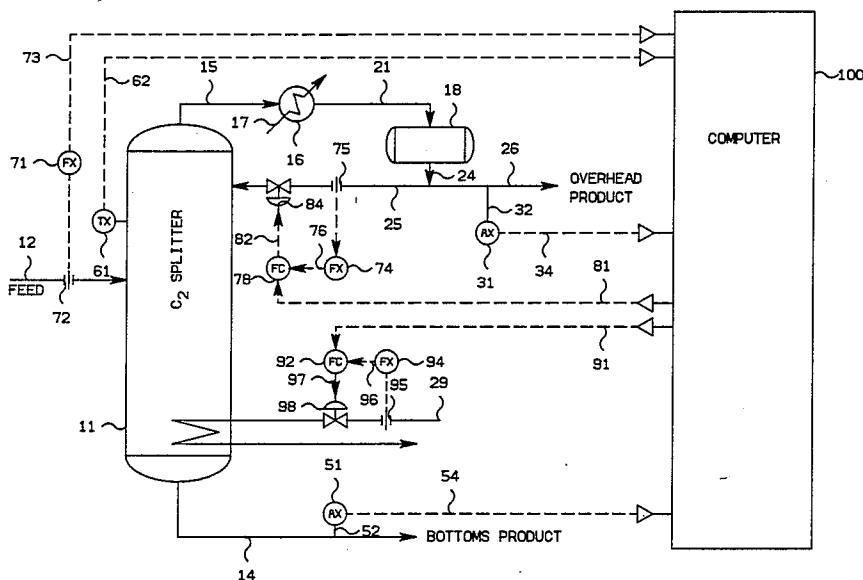 73
62
15
21
100
18
COMPUTER
17
16
75
24
26
71 FX
OVERHEAD
PRODUCT
84
25
32
TX
82
76
AX
34
12
61
FC
FX
31
FEED
78
74
81
72
C2 SPLITTER
91
92 FC
FX 94
97
96
95
29
98
11
51
54
AX
52
BOTTOMS PRODUCT
14